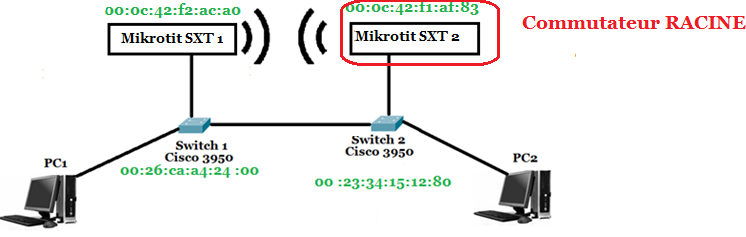 00:0c:42:f2:ac:a0
00:0c:42:f1:af:83
Commutateur RACINE
Mikrotit SXT 1
Mikrotit SXT 2
Switch 1
Cisco 3950
Switch 2
Cisco 3950
PC1
00:26:ca:a4:24 :00
PC2
00 :23:34:15:12:80